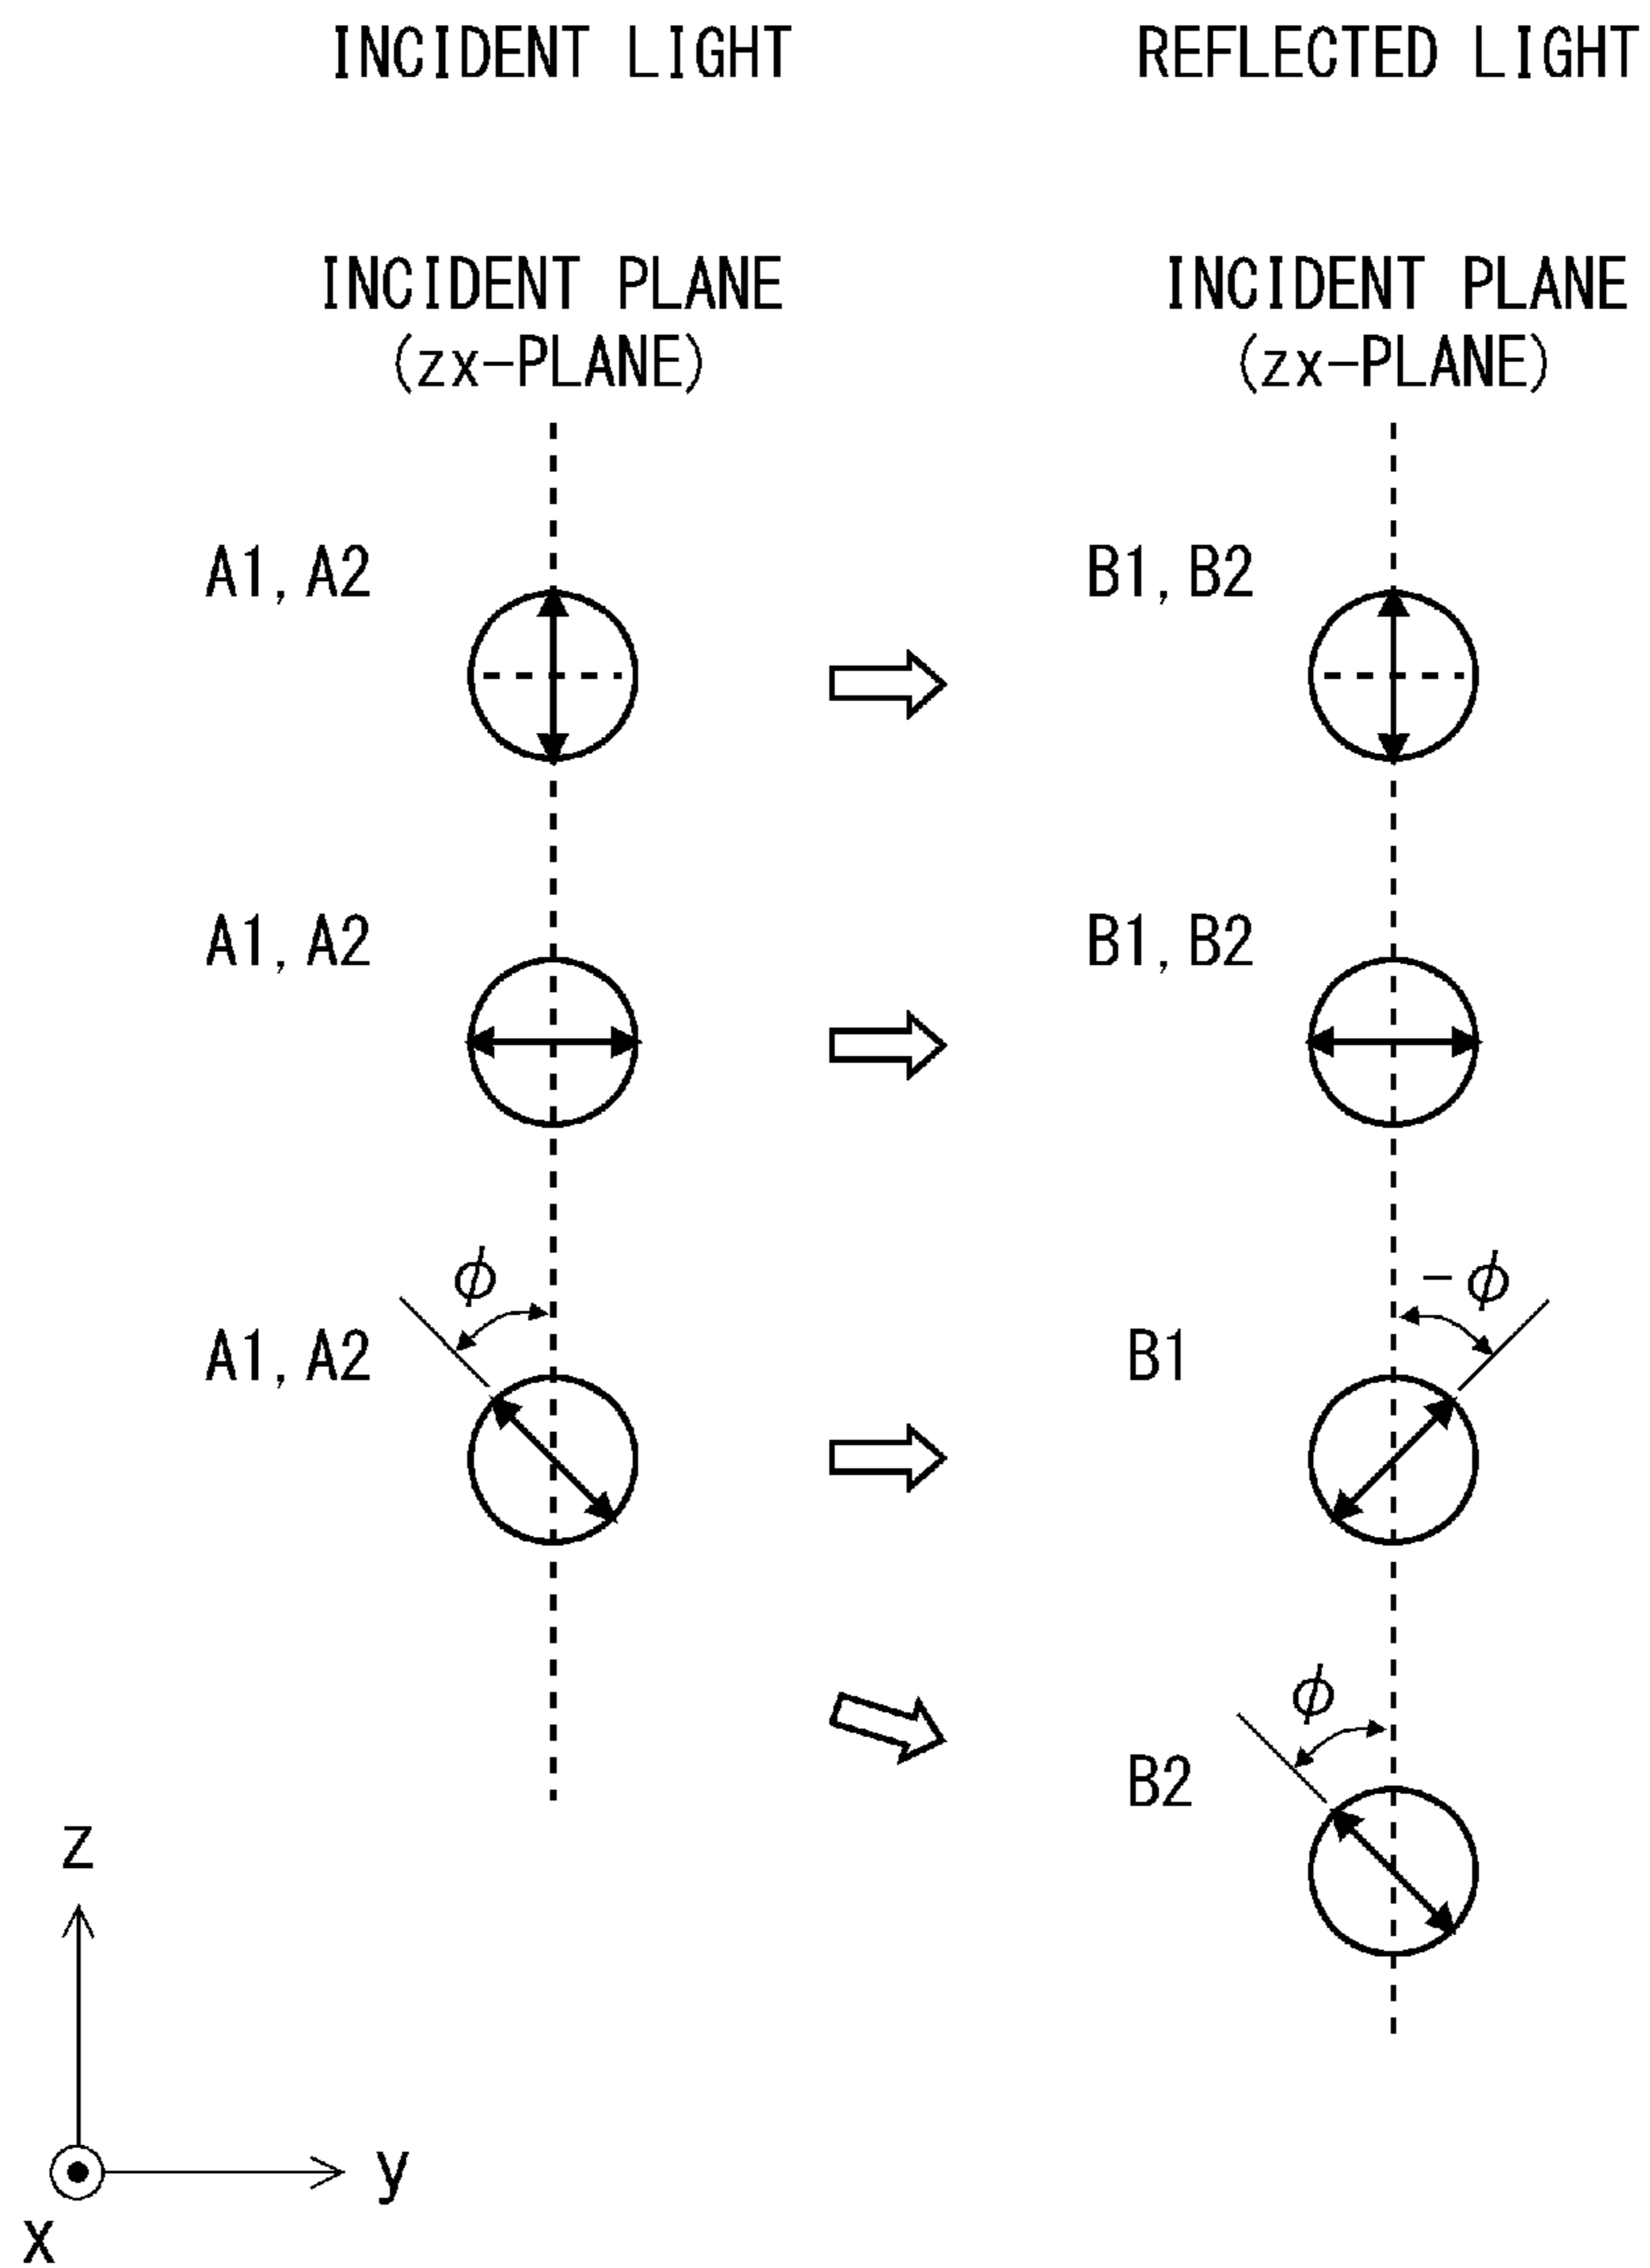 INCIDENT LIGHT REFLECTED LIGHT
INCIDENT PLANE INCIDENT PLANE
(zx-PLANE) (zx-PLANE)
A1, A2 B1, B2
A1, A2 B1, B2
ϕ -ϕ
A1, A2 B1
ϕ
B2
z
y
x